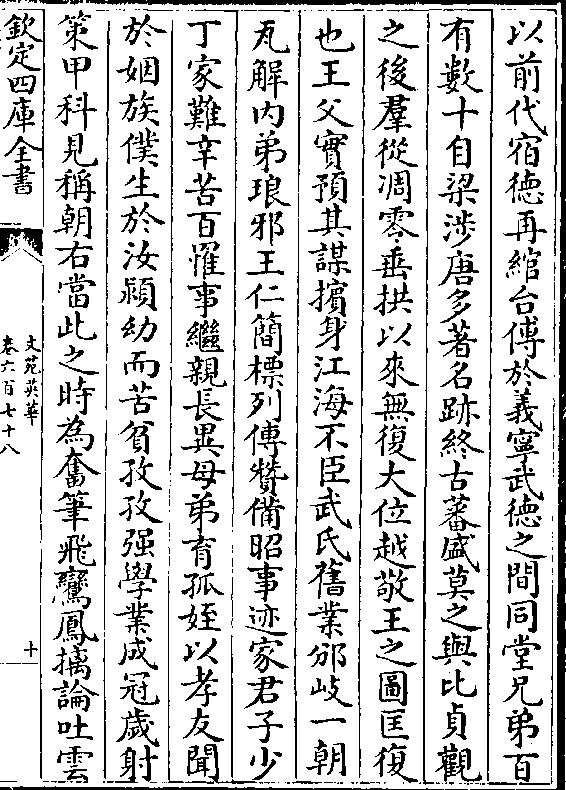 以前代宿德再綰台傅於義寧武德之間同堂兄弟百
有數十自梁涉唐多著名跡終古蕃盛莫之與比貞觀
之後羣從凋零垂拱以來無復大位越敬王之圖匡復
也王父實預其謀擯身江海不臣武氏舊業邠岐一朝
瓦解内弟琅邪王仁簡標列傅贊備昭事迹家君子少
丁家難辛苦百罹事繼親長異母弟育孤姪以孝友聞
於姻族僕生於汝潁幼而苦貧孜孜强學業成冠歲射
策甲科見稱朝右當此之時為奮筆飛鸞鳳摛論吐雲
欽定四庫全書
文苑英華
卷六百七十八
十